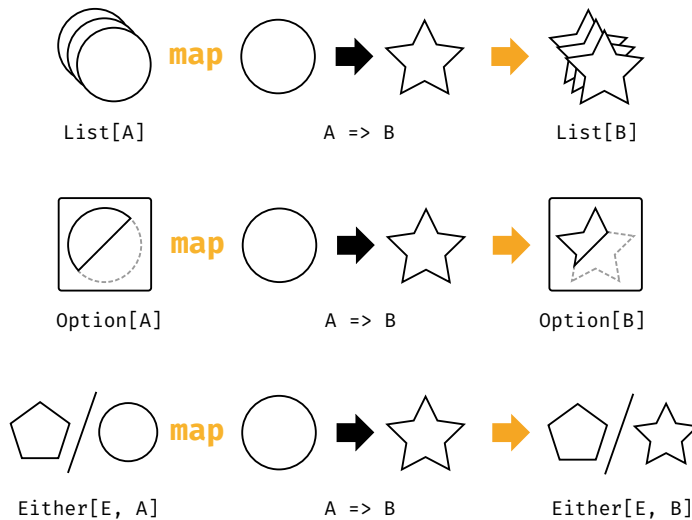 map
List[A]
A => B
List[B]
map
Option[A]
A => B
Option[B]
map
Either[E, A]
A => B
Either[E, B]